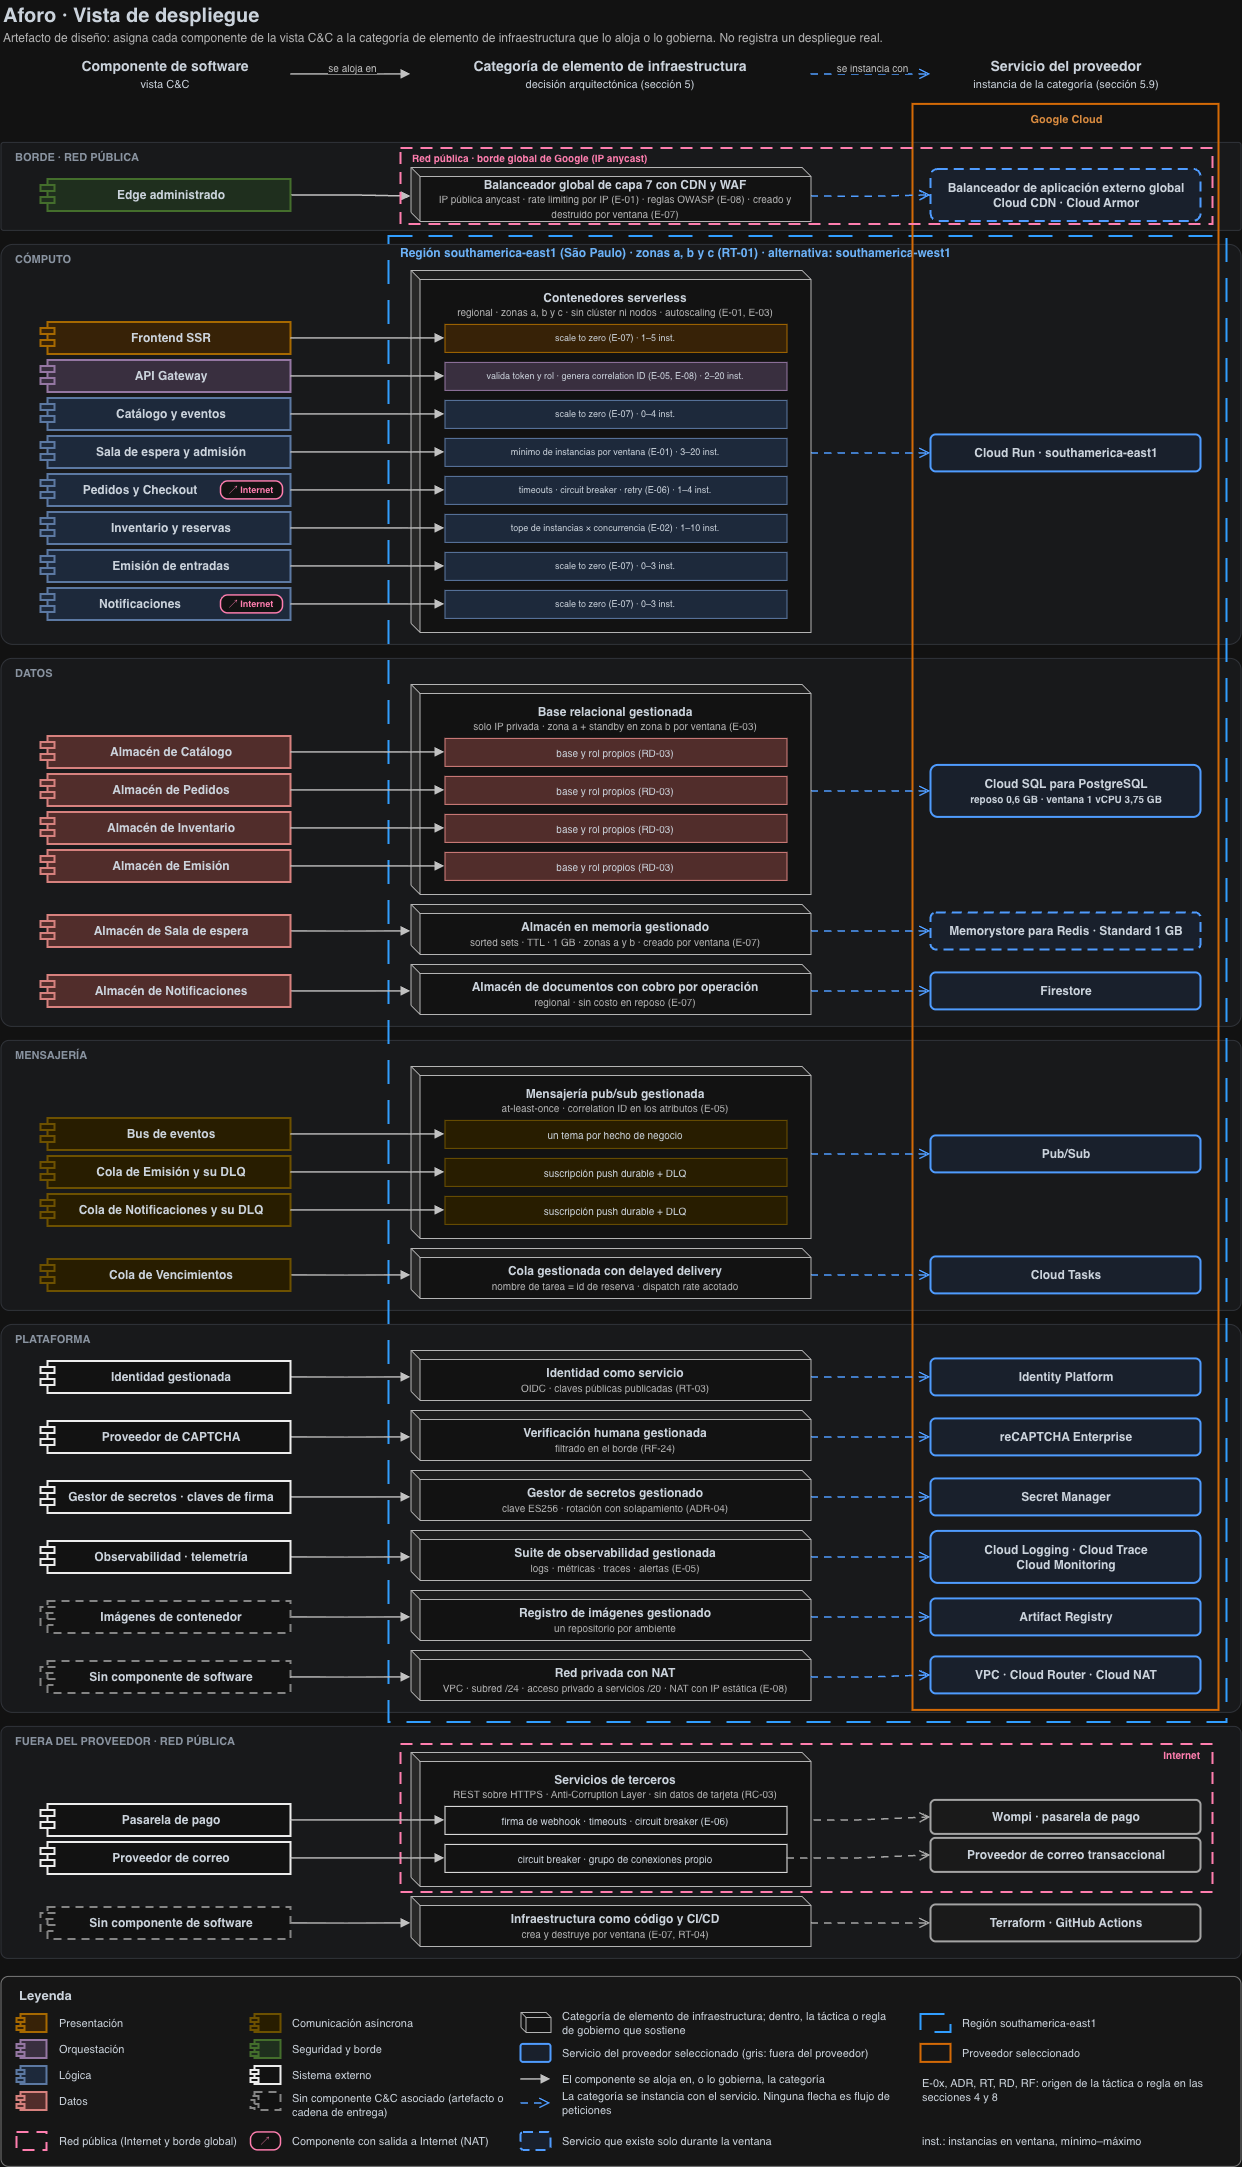 Aforo · Vista de despliegue
Artefacto de diseño: asigna cada componente de la vista C&C a la categoría de elemento de infraestructura que lo aloja o lo gobierna. No registra un despliegue real.
Componente de software
vista C&C
se aloja en
Categoría de elemento de infraestructura
decisión arquitectónica (sección 5)
se instancia con
Servicio del proveedor
instancia de la categoría (sección 5.9)
Google Cloud
BORDE · RED PÚBLICA
Red pública · borde global de Google (IP anycast)
Edge administrado
Balanceador global de capa 7 con CDN y WAF
IP pública anycast · rate limiting por IP (E-01) · reglas OWASP (E-08) · creado y
destruido por ventana (E-07)
Balanceador de aplicación externo global
Cloud CDN · Cloud Armor
CÓMPUTO
Región southamerica-east1 (São Paulo) · zonas a, b y c (RT-01) · alternativa: southamerica-west1
Contenedores serverless
regional · zonas a, b y c · sin clúster ni nodos · autoscaling (E-01, E-03)
Frontend SSR
scale to zero (E-07) · 1–5 inst.
API Gateway
valida token y rol · genera correlation ID (E-05, E-08) · 2–20 inst.
Catálogo y eventos
scale to zero (E-07) · 0–4 inst.
Sala de espera y admisión
mínimo de instancias por ventana (E-01) · 3–20 inst.
Cloud Run · southamerica-east1
Pedidos y Checkout
↗ Internet
timeouts · circuit breaker · retry (E-06) · 1–4 inst.
Inventario y reservas
tope de instancias × concurrencia (E-02) · 1–10 inst.
Emisión de entradas
scale to zero (E-07) · 0–3 inst.
Notificaciones
↗ Internet
scale to zero (E-07) · 0–3 inst.
DATOS
Base relacional gestionada
solo IP privada · zona a + standby en zona b por ventana (E-03)
Almacén de Catálogo
base y rol propios (RD-03)
Almacén de Pedidos
base y rol propios (RD-03)
Cloud SQL para PostgreSQL
reposo 0,6 GB · ventana 1 vCPU 3,75 GB
Almacén de Inventario
base y rol propios (RD-03)
Almacén de Emisión
base y rol propios (RD-03)
Almacén de Sala de espera
Almacén en memoria gestionado
sorted sets · TTL · 1 GB · zonas a y b · creado por ventana (E-07)
Memorystore para Redis · Standard 1 GB
Almacén de Notificaciones
Almacén de documentos con cobro por operación
regional · sin costo en reposo (E-07)
Firestore
MENSAJERÍA
Mensajería pub/sub gestionada
at-least-once · correlation ID en los atributos (E-05)
Bus de eventos
un tema por hecho de negocio
Cola de Emisión y su DLQ
suscripción push durable + DLQ
Pub/Sub
Cola de Notificaciones y su DLQ
suscripción push durable + DLQ
Cola de Vencimientos
Cola gestionada con delayed delivery
nombre de tarea = id de reserva · dispatch rate acotado
Cloud Tasks
PLATAFORMA
Identidad gestionada
Identidad como servicio
OIDC · claves públicas publicadas (RT-03)
Identity Platform
Proveedor de CAPTCHA
Verificación humana gestionada
filtrado en el borde (RF-24)
reCAPTCHA Enterprise
Gestor de secretos · claves de firma
Gestor de secretos gestionado
clave ES256 · rotación con solapamiento (ADR-04)
Secret Manager
Observabilidad · telemetría
Suite de observabilidad gestionada
logs · métricas · traces · alertas (E-05)
Cloud Logging · Cloud Trace
Cloud Monitoring
Imágenes de contenedor
Registro de imágenes gestionado
un repositorio por ambiente
Artifact Registry
Sin componente de software
Red privada con NAT
VPC · subred /24 · acceso privado a servicios /20 · NAT con IP estática (E-08)
VPC · Cloud Router · Cloud NAT
FUERA DEL PROVEEDOR · RED PÚBLICA
Internet
Servicios de terceros
REST sobre HTTPS · Anti-Corruption Layer · sin datos de tarjeta (RC-03)
Pasarela de pago
firma de webhook · timeouts · circuit breaker (E-06)
Wompi · pasarela de pago
Proveedor de correo
circuit breaker · grupo de conexiones propio
Proveedor de correo transaccional
Sin componente de software
Infraestructura como código y CI/CD
crea y destruye por ventana (E-07, RT-04)
Terraform · GitHub Actions
Leyenda
Presentación
Comunicación asíncrona
Categoría de elemento de infraestructura; dentro, la táctica o regla
de gobierno que sostiene
Región southamerica-east1
Orquestación
Seguridad y borde
Servicio del proveedor seleccionado (gris: fuera del proveedor)
Proveedor seleccionado
Lógica
Sistema externo
El componente se aloja en, o lo gobierna, la categoría
E-0x, ADR, RT, RD, RF: origen de la táctica o regla en las
secciones 4 y 8
Datos
Sin componente C&C asociado (artefacto o
cadena de entrega)
La categoría se instancia con el servicio. Ninguna flecha es flujo de
peticiones
Red pública (Internet y borde global)
↗
Componente con salida a Internet (NAT)
Servicio que existe solo durante la ventana
inst.: instancias en ventana, mínimo–máximo